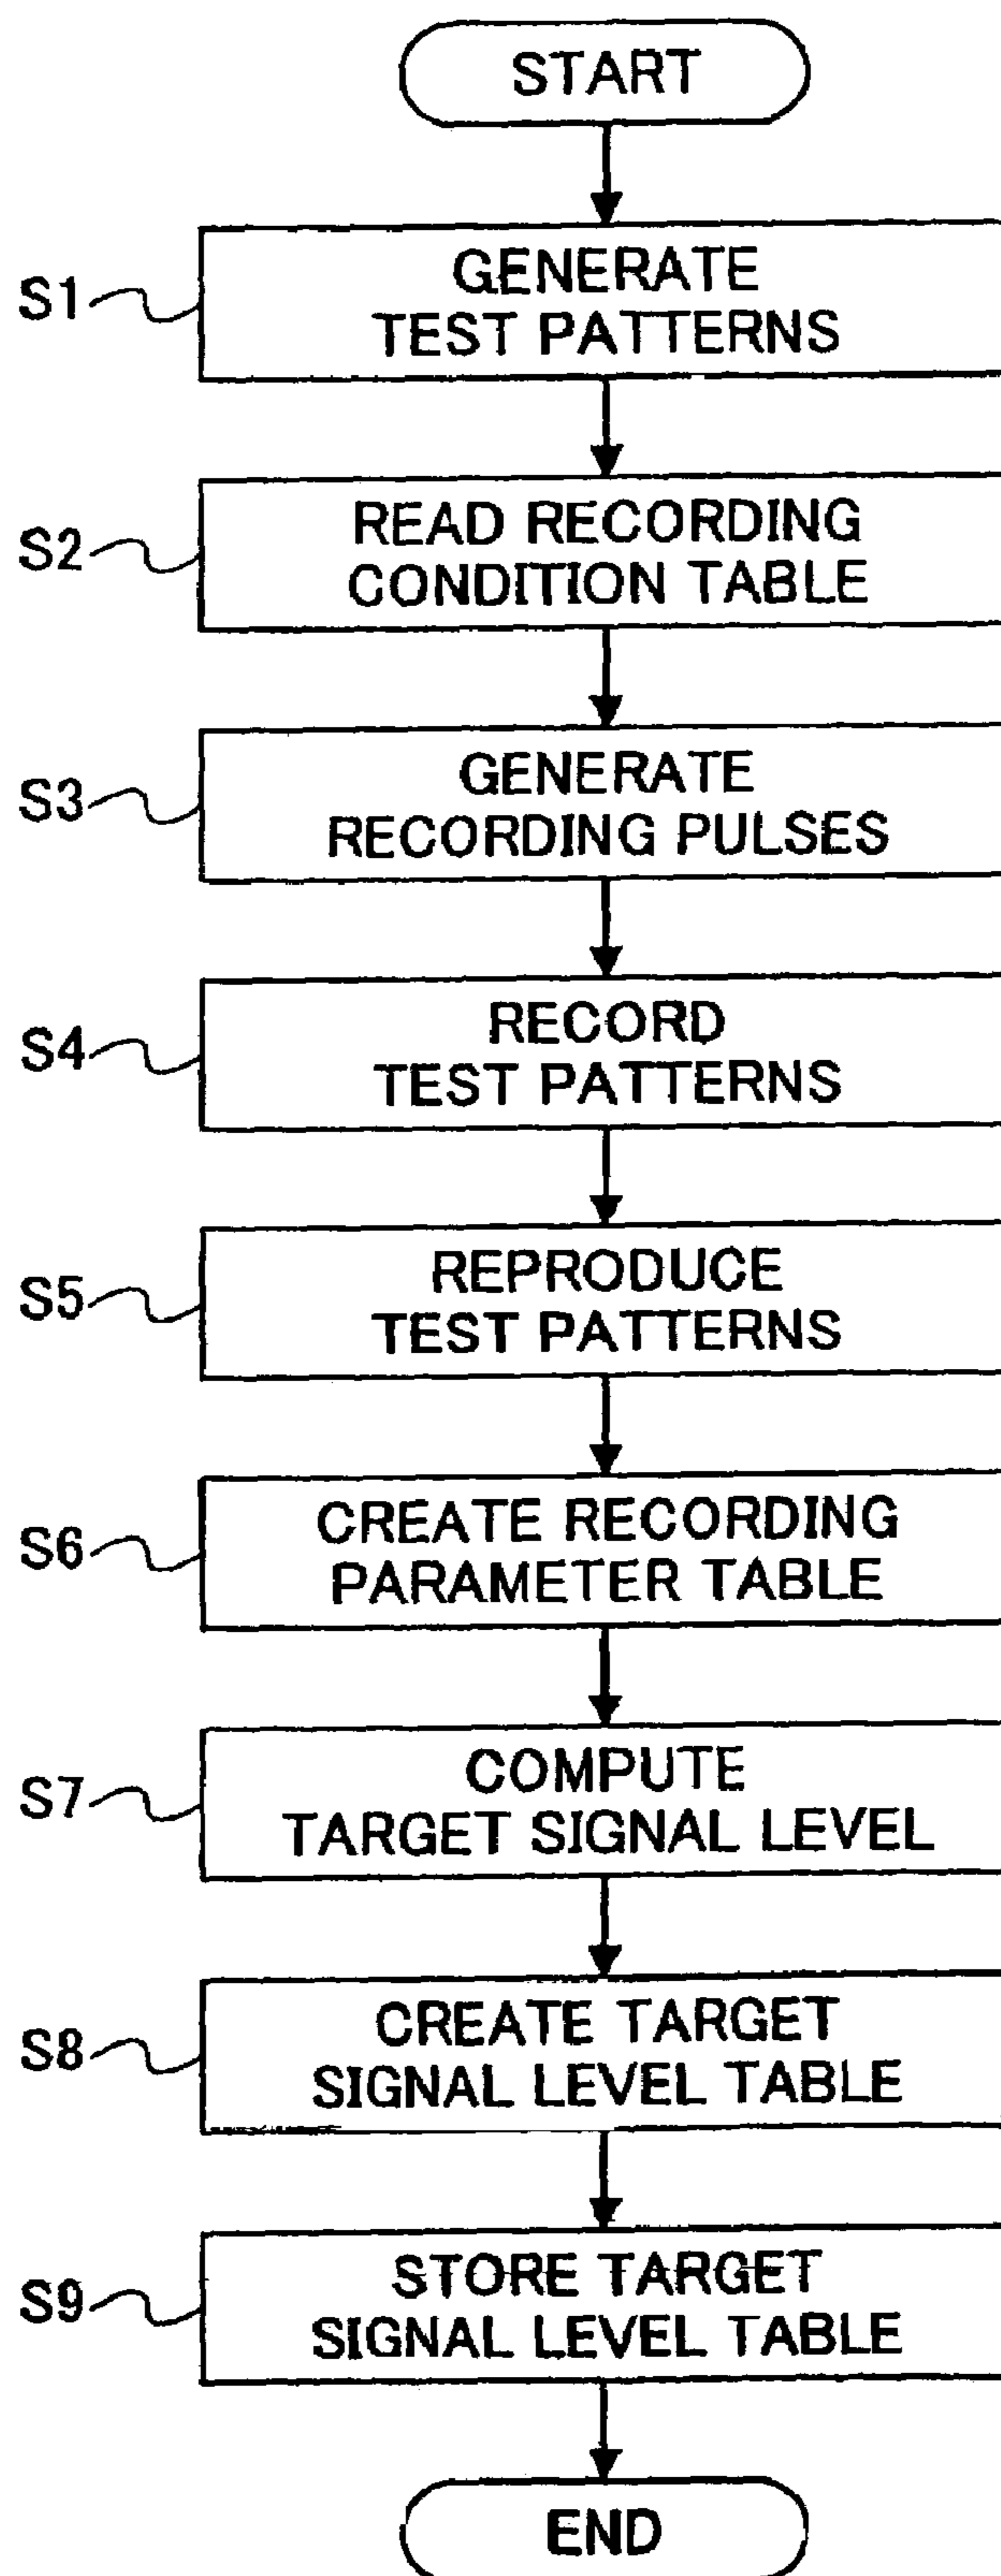 START
S1
GENERATE
TEST PATTERNS
S2
READ RECORDING
CONDITION TABLE
S3
GENERATE
RECORDING PULSES
S4
RECORD
TEST PATTERNS
S5
REPRODUCE
TEST PATTERNS
S6
CREATE RECORDING
PARAMETER TABLE
S7
COMPUTE
TARGET SIGNAL LEVEL
S8
CREATE TARGET
SIGNAL LEVEL TABLE
S9
STORE TARGET
SIGNAL LEVEL TABLE
END